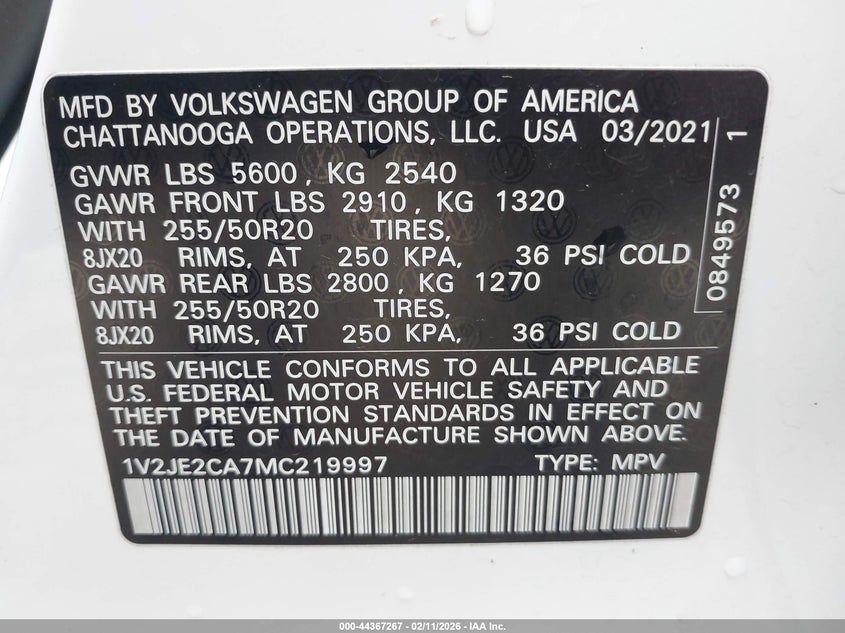 MFD BY VOLKSWAGEN GROUP OF AMERICA
CHATTANOOGA OPERATIONS, LLC. USA 03/2021
GVWR LBS 5600, KG 2540
GAWR FRONT LBS 2910, KG 1320
WITH 255/50R20 TIRES,
8JX20 RIMS, AT 250 KPA, 36 PSI COLD
GAWR REAR LBS 2800, KG 1270
WITH 255/50R20 TIRES,
8JX20 RIMS, AT 250 KPA, 36 PSI COLD
0849573 1
THIS VEHICLE CONFORMS TO ALL APPLICABLE
U.S. FEDERAL MOTOR VEHICLE SAFETY AND
THEFT PREVENTION STANDARDS IN EFFECT ON
THE DATE OF MANUFACTURE SHOWN ABOVE.
1V2JE2CA7MC219997 TYPE: MPV
000-44367267 - 02/11/2026 - IAA Inc.